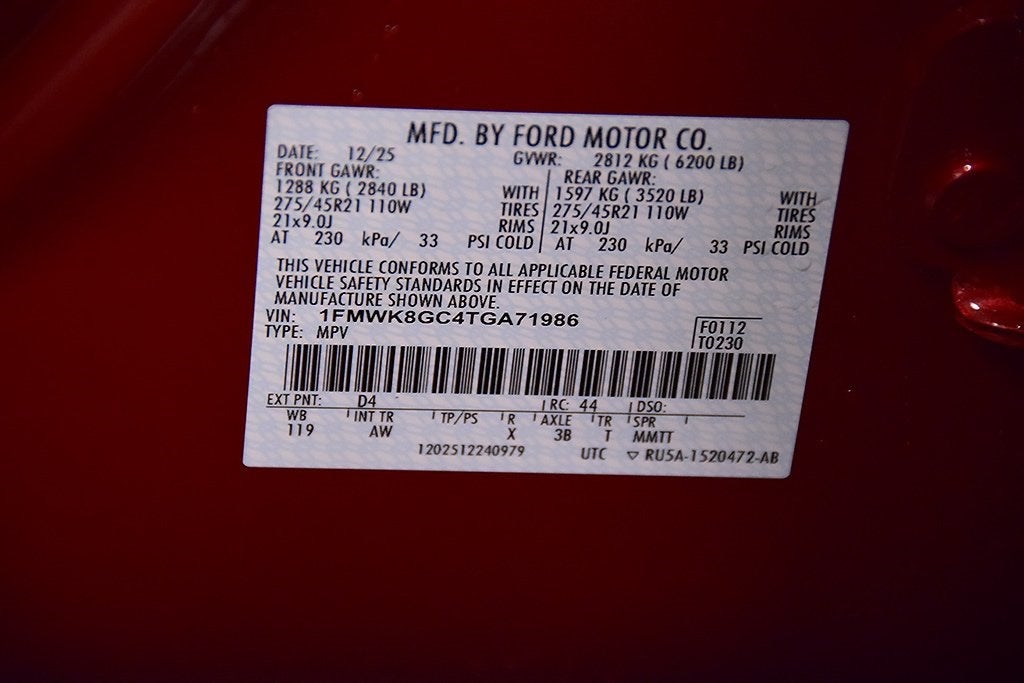 MFD. BY FORD MOTOR CO.
DATE: 12/25 GVWR: 2812 KG ( 6200 LB)
FRONT GAWR: REAR GAWR:
1288 KG ( 2840 LB) WITH 1597 KG ( 3520 LB) WITH
275/45R21 110W TIRES 275/45R21 110W TIRES
21x9.0J RIMS 21x9.0J RIMS
AT 230 kPa/ 33 PSI COLD AT 230 kPa/ 33 PSI COLD
THIS VEHICLE CONFORMS TO ALL APPLICABLE FEDERAL MOTOR
VEHICLE SAFETY STANDARDS IN EFFECT ON THE DATE OF
MANUFACTURE SHOWN ABOVE.
VIN: 1FMWK8GC4TGA71986
TYPE: MPV F0112
T0230
EXT PNT: D4 RC: 44 DSO:
WB INT TR TP/PS R AXLE TR SPR
119 AW X 3B T MMTT
1202512240979 UTC ▽ RU5A-1520472-AB